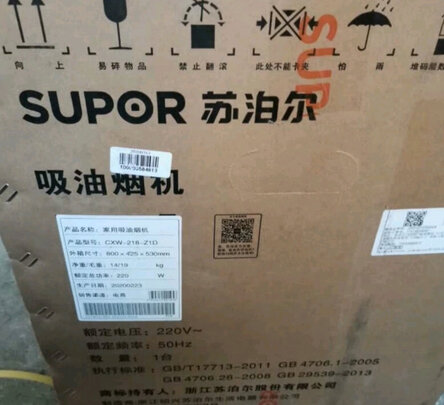 向 上
易碎物品
禁止翻滚
此处不能卡夹
怕 雨
SUPOR 苏泊尔
SUP
吸油烟机
产品名称: 家用吸油烟机
产品型号: CXW-218-Z1D
外箱尺寸: 800×425×530mm
净重/毛重: 14/19 kg
额定总功率: 220 W
生产日期: 20200223
销售渠道: 电商
额定电压: 220V~
额定频率: 50Hz
数 量: 1台
执行标准: GB/T17713-2011 GB 4706.1-2005
GB 4706.28-2008 GB 29539-2013
商标持有人: 浙江苏泊尔股份有限公司